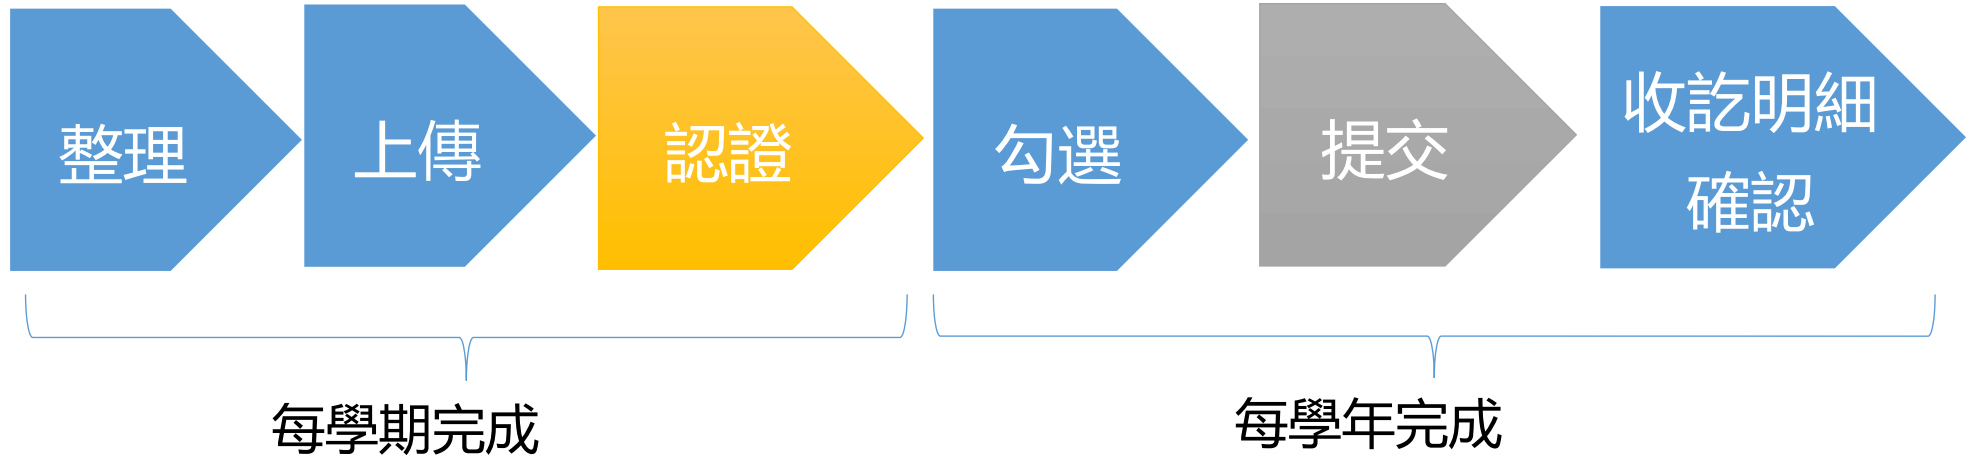 整理
上傳
認證
勾選
提交
收訖明細
確認
每學期完成
每學年完成